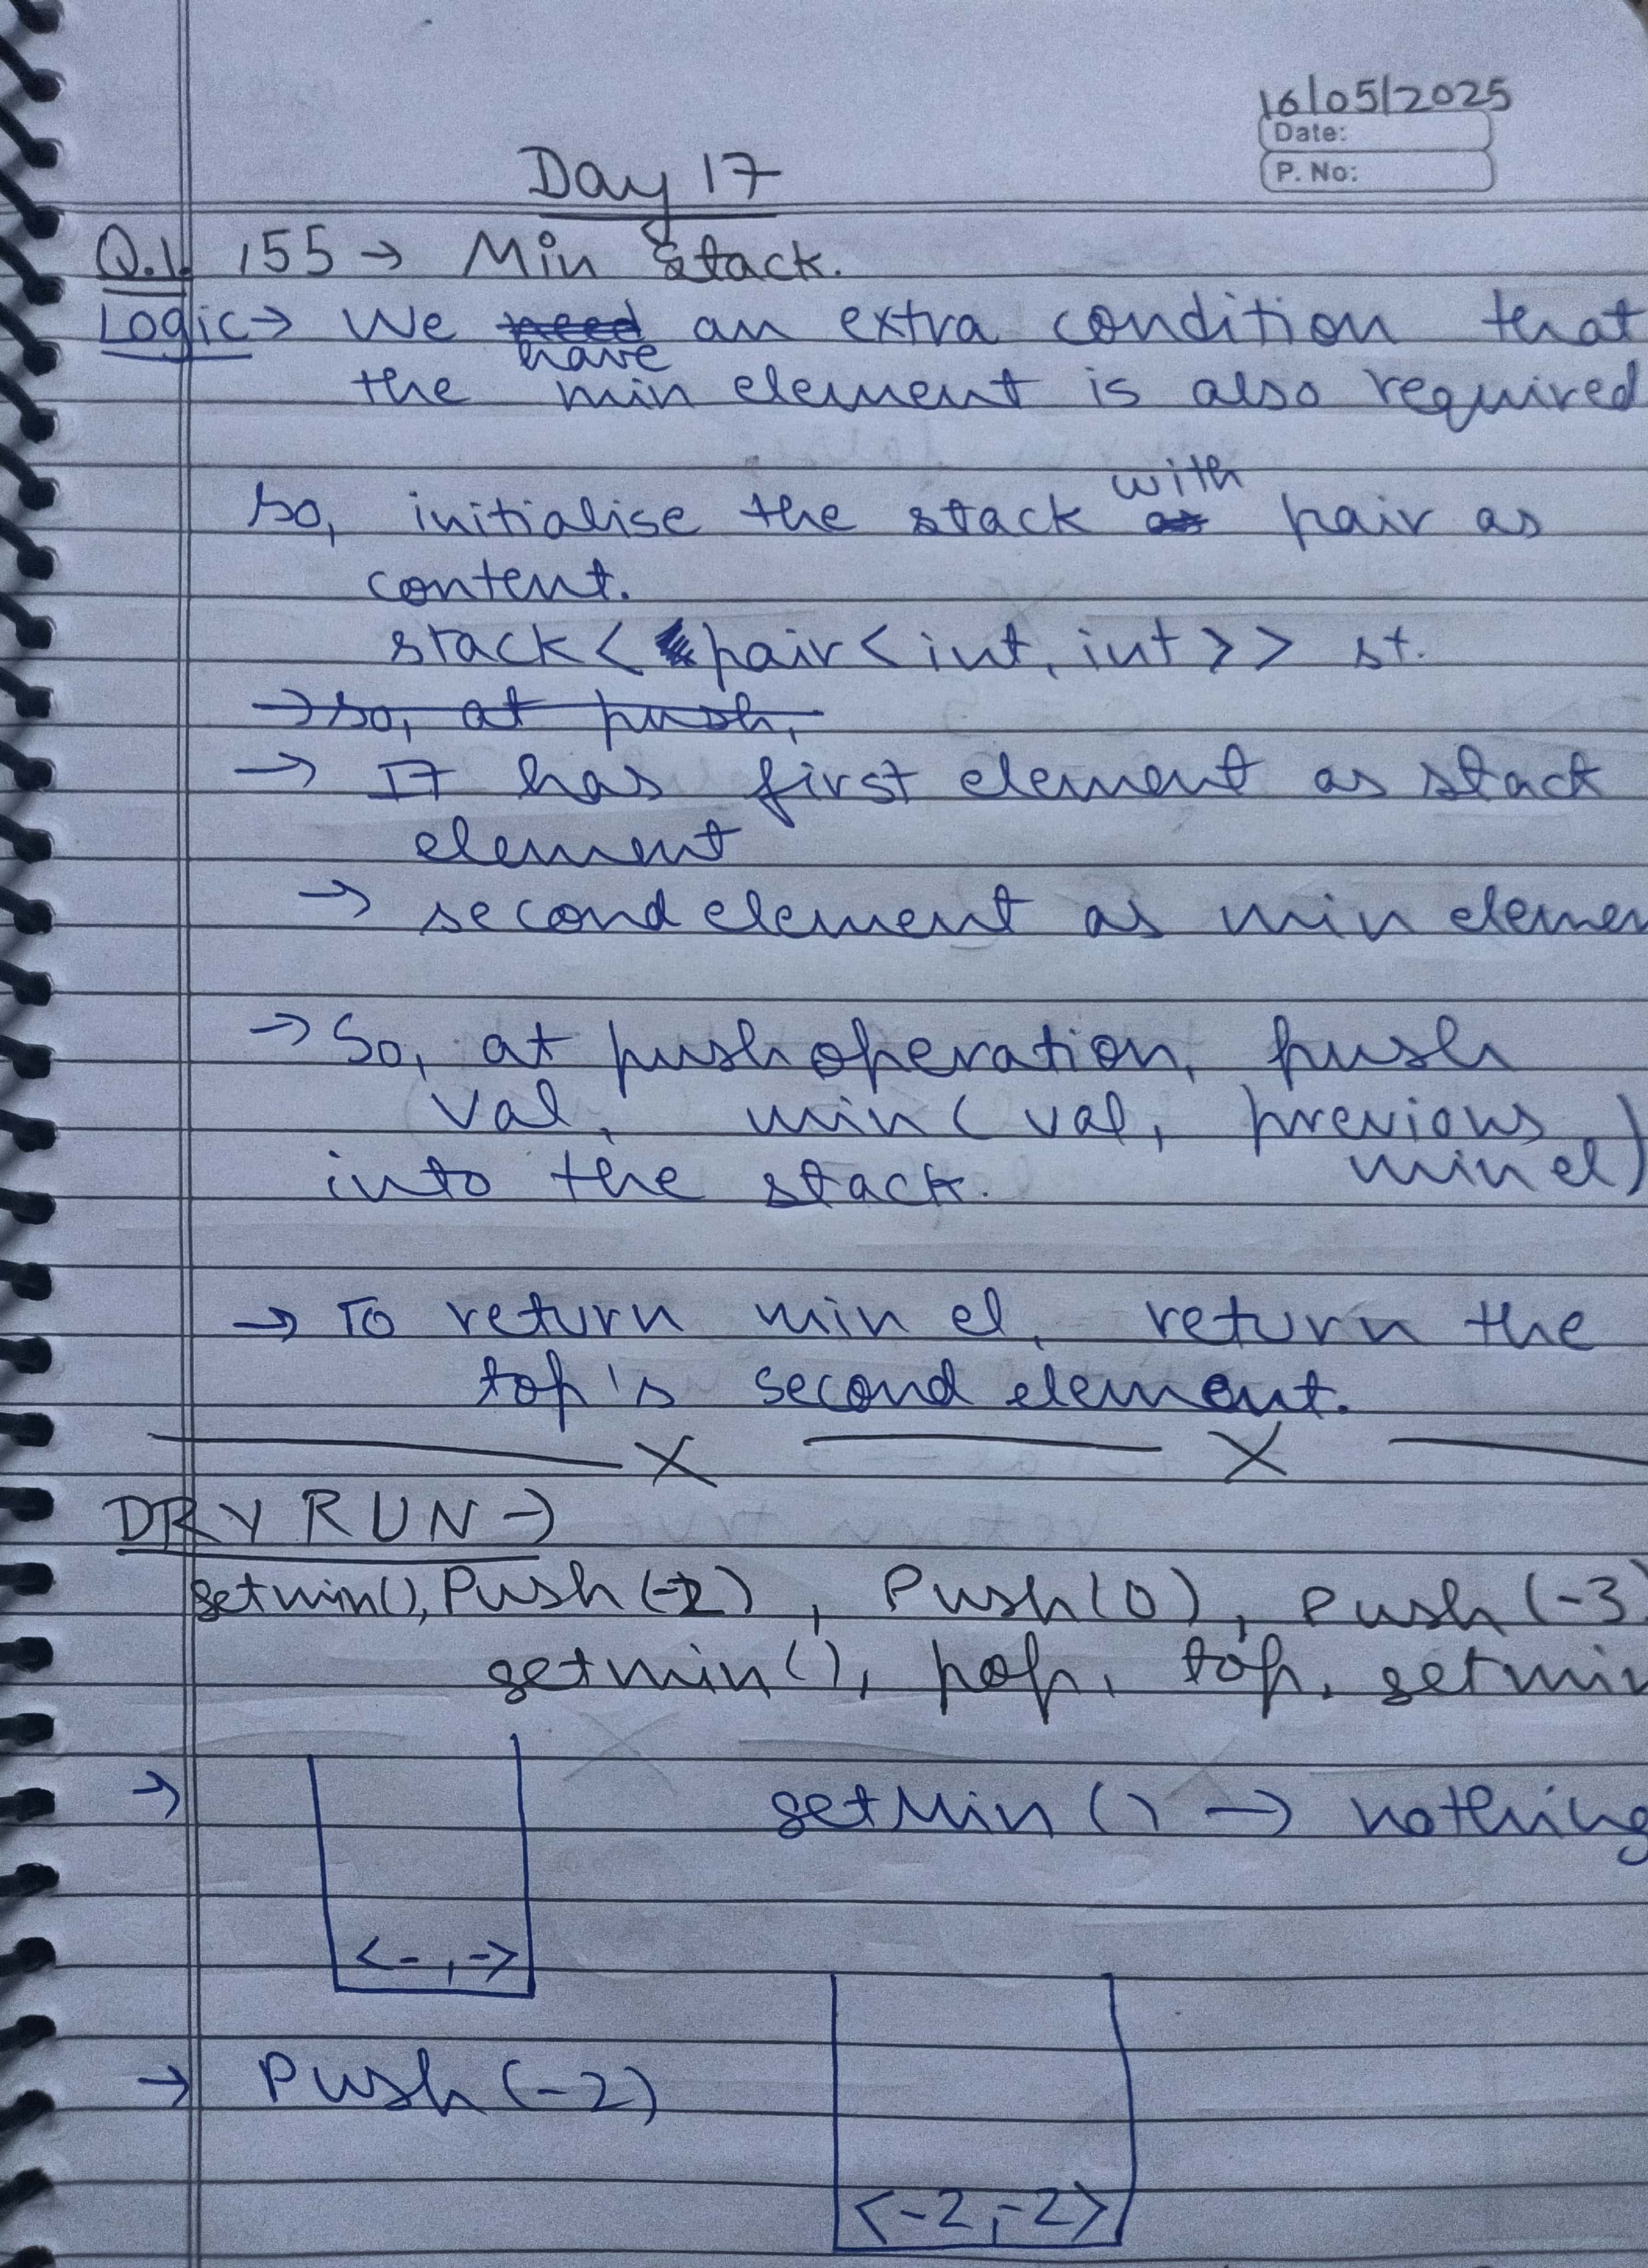 16/05/2025
Date:
P. No:
Day 17
Q.1. 155 → Min Stack.
Logic → We have an extra condition that
the min element is also required
so, initialise the stack with pair as
content.
stack < pair < int, int >> st.
→ so, at push,
→ It has first element as stack
element
→ second element as min elemen
→ So, at push operation, push
val, min ( val, previous
min el)
into the stack.
→ To return min el, return the
top's second element.
X X
DRY RUN →
getmin(), Push (-2) , Push (0), Push (-3)
getmin(), pop, top, getmin
→ getMin () → nothing
<-,->
→ Push (-2)
<-2,-2>